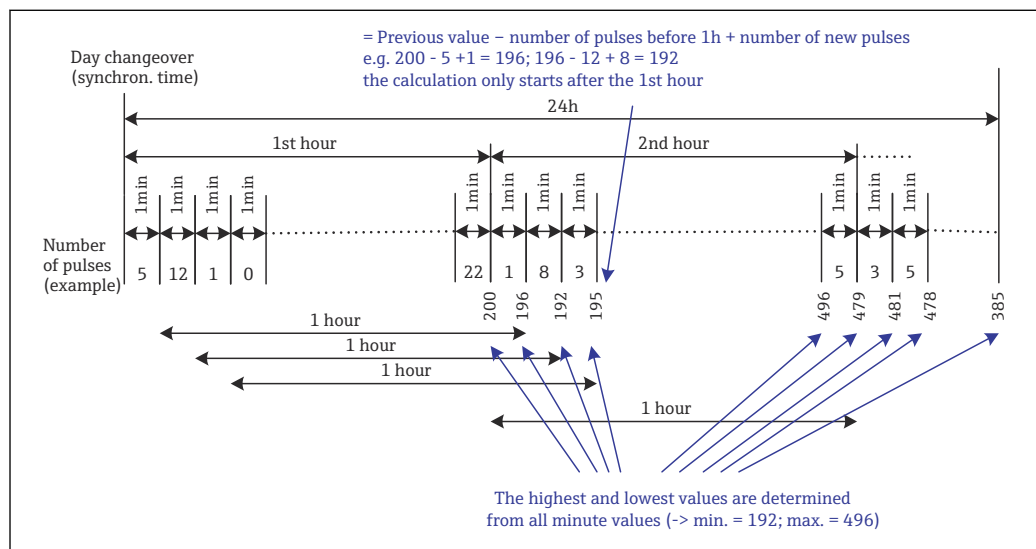 = Previous value – number of pulses before 1h + number of new pulses
e.g. 200 - 5 +1 = 196; 196 - 12 + 8 = 192
the calculation only starts after the 1st hour
Day changeover
(synchron. time)
24h
1st hour
2nd hour
1min
1min
1min
1min
1min
1min
1min
1min
1min
1min
1min
Number
of pulses
(example)
5
12
1
0
22
1
8
3
5
3
5
200
196
192
195
496
479
481
478
385
1 hour
1 hour
1 hour
1 hour
The highest and lowest values are determined
from all minute values (-> min. = 192; max. = 496)